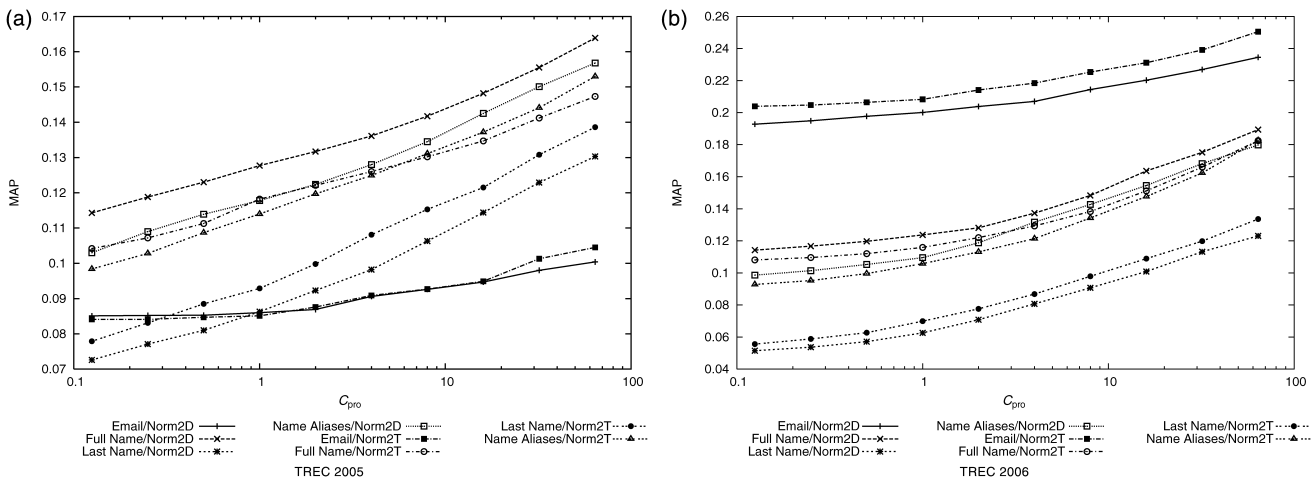 (a)
0.17
0.16
0.15
0.14
0.13
0.12
0.11
0.1
0.09
0.08
0.07
MAP
0.1 1 10 100
Cpro
Email/Norm2D Name Aliases/Norm2D Last Name/Norm2T
Full Name/Norm2D Email/Norm2T Name Aliases/Norm2T
Last Name/Norm2D Full Name/Norm2T
TREC 2005
(b)
0.26
0.24
0.22
0.2
0.18
0.16
0.14
0.12
0.1
0.08
0.06
0.04
MAP
0.1 1 10 100
Cpro
Email/Norm2D Name Aliases/Norm2D Last Name/Norm2T
Full Name/Norm2D Email/Norm2T Name Aliases/Norm2T
Last Name/Norm2D Full Name/Norm2T
TREC 2006